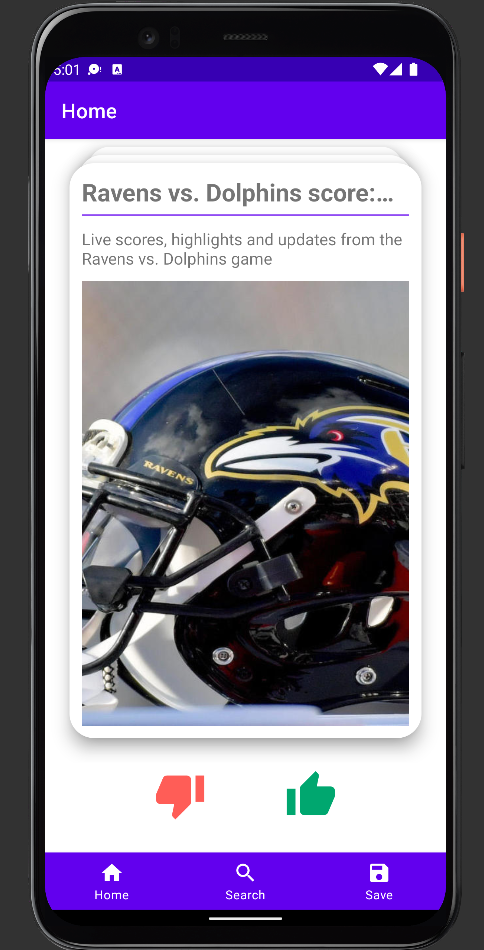 5:01
Home
Ravens vs. Dolphins score:...
Live scores, highlights and updates from the
Ravens vs. Dolphins game
RAVENS
Home
Search
Save